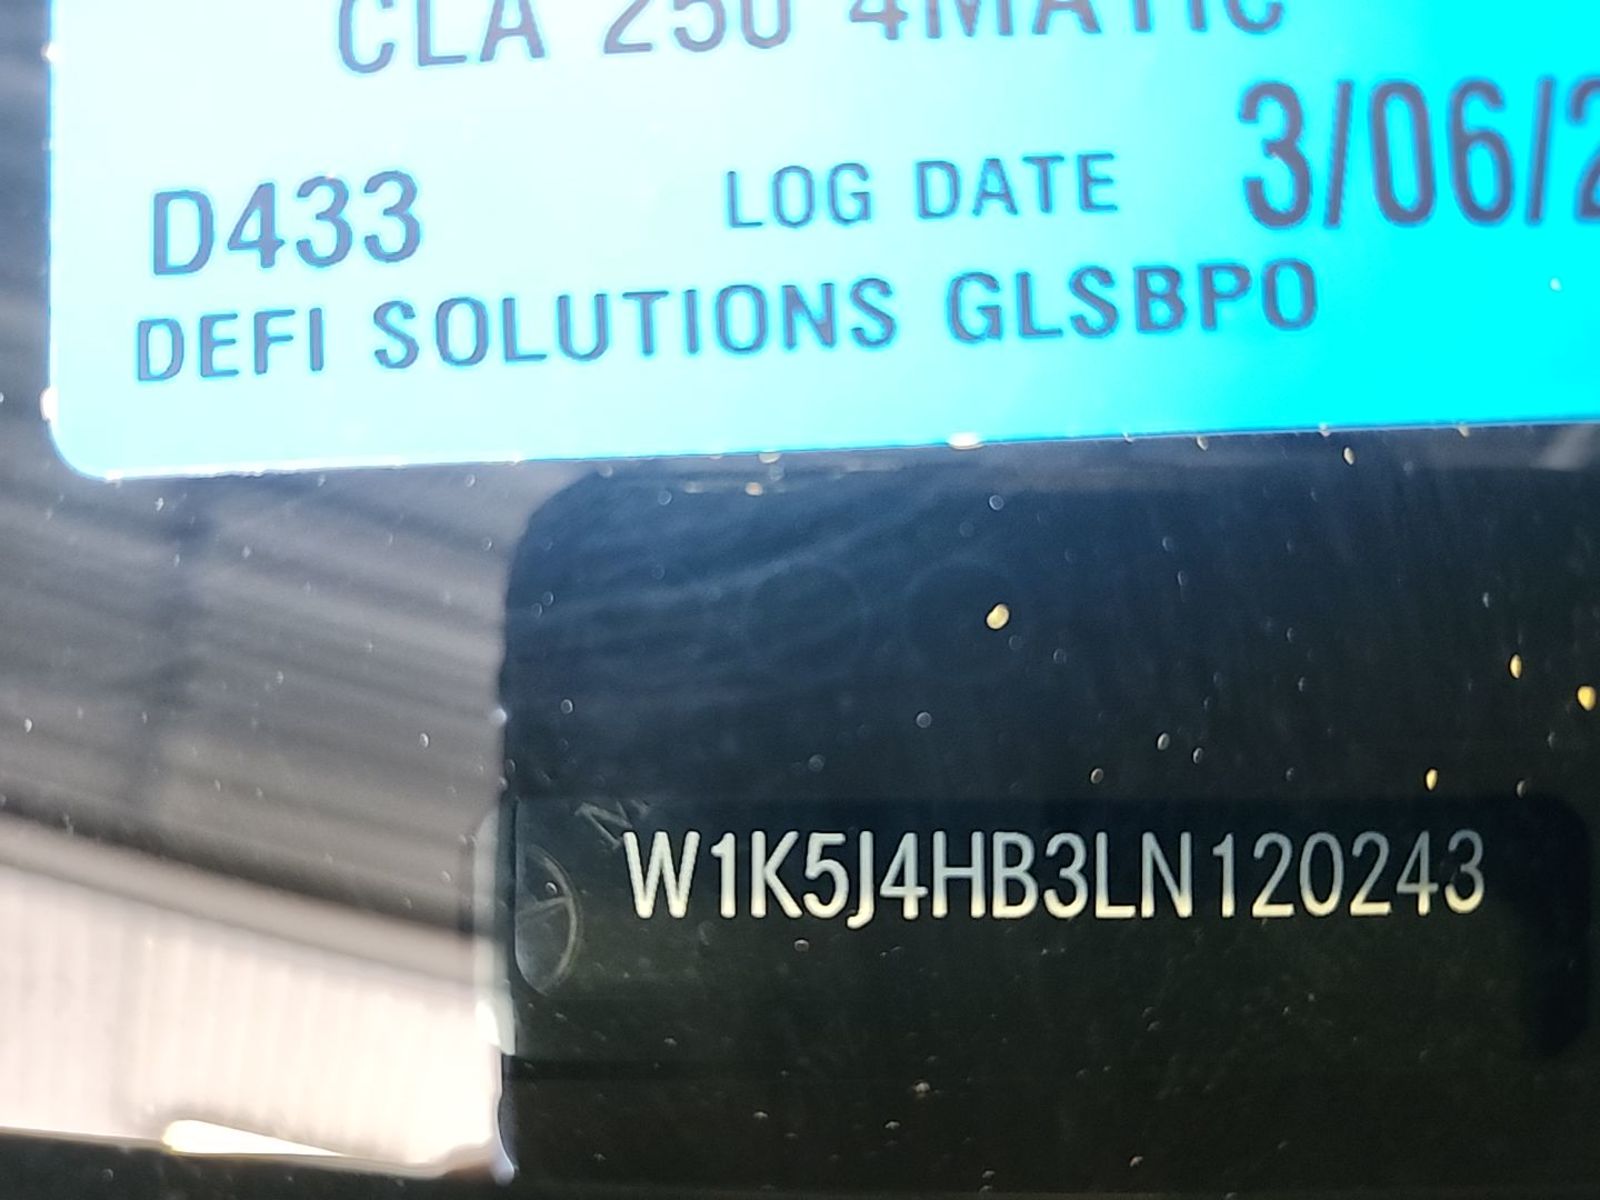 CLA 250 4MATIC
D433 LOG DATE 3/06/2
DEFI SOLUTIONS GLSBPO
W1K5J4HB3LN120243